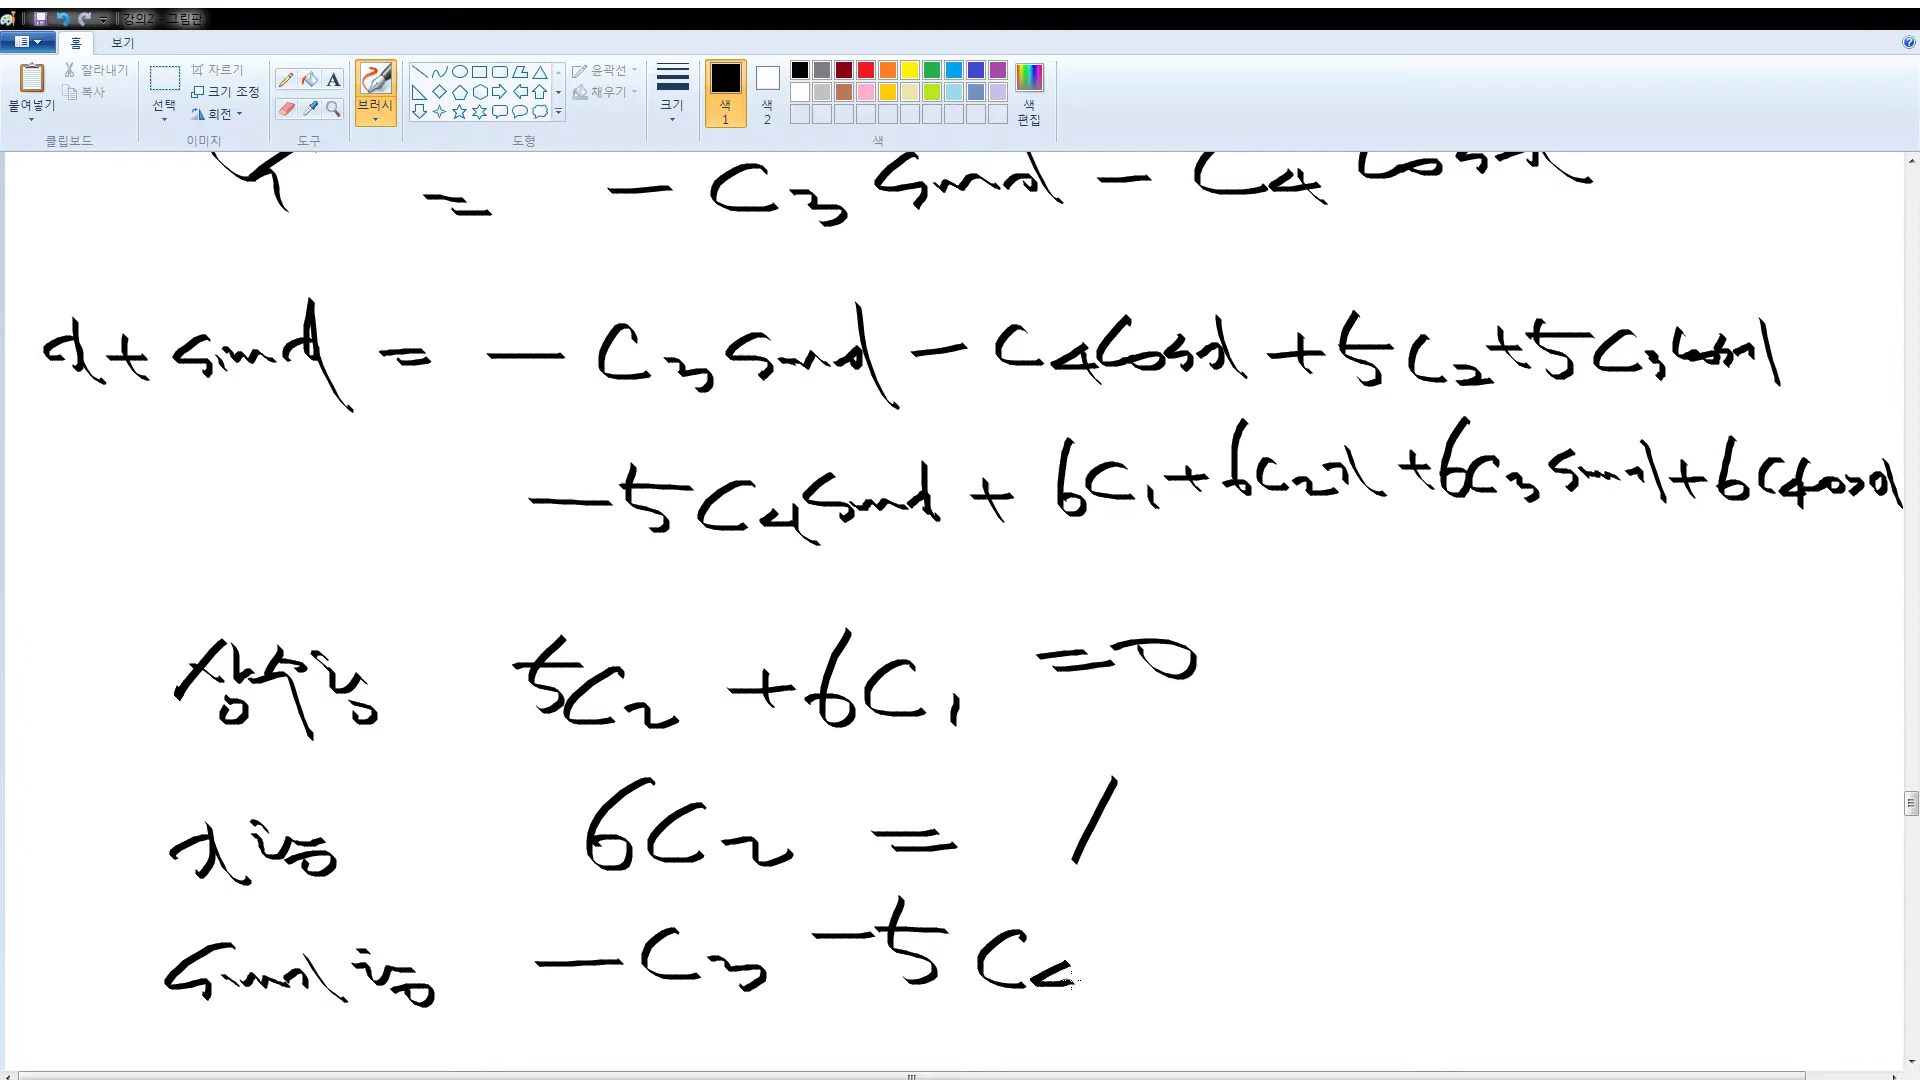 강의2 - 그림판
홈 보기
붙여넣기 잘라내기 복사 선택 자르기 크기 조정 회전 A 브러시 윤곽선 채우기 크기 색 1 색 2 색 편집
클립보드 이미지 도구 도형 색
= - C3 sinx - C4 cosx
x + sinx = - C3 sinx - C4 cosx + 5C2 + 5C3 cosx
- 5C4 sinx + 6C1 + 6C2x + 6C3 sinx + 6C4 cosx
상수항 5C2 + 6C1 = 0
x항 6C2 = 1
sinx항 - C3 - 5C4